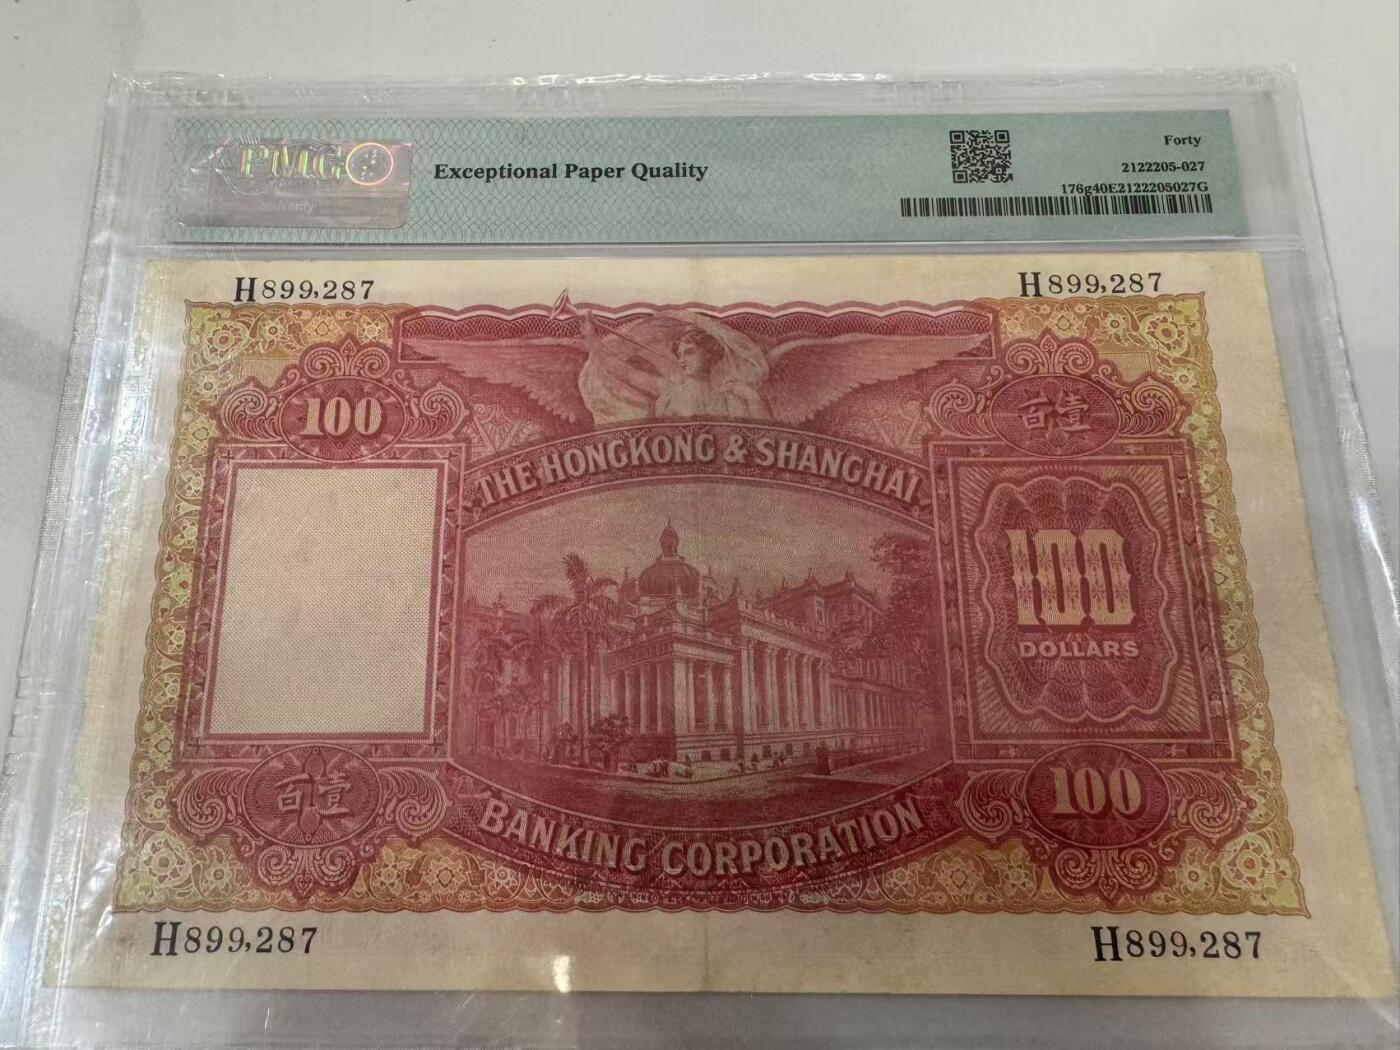 PMG
Exceptional Paper Quality
Forty
2122205-027
176g40E2122205027G
H899,287
H899,287
100
百壹
THE HONGKONG & SHANGHAI
100
DOLLARS
百壹
100
BANKING CORPORATION
H899,287
H899,287